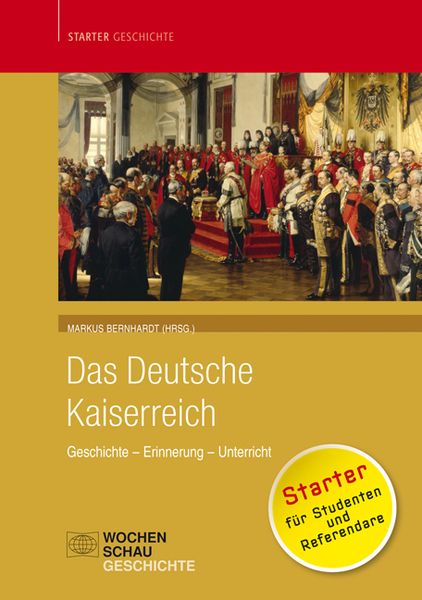 STARTER GESCHICHTE
MARKUS BERNHARDT (HRSG.)
Das Deutsche
Kaiserreich
Geschichte – Erinnerung – Unterricht
Starter
für Studenten
und
Referendare
WOCHEN
SCHAU
GESCHICHTE